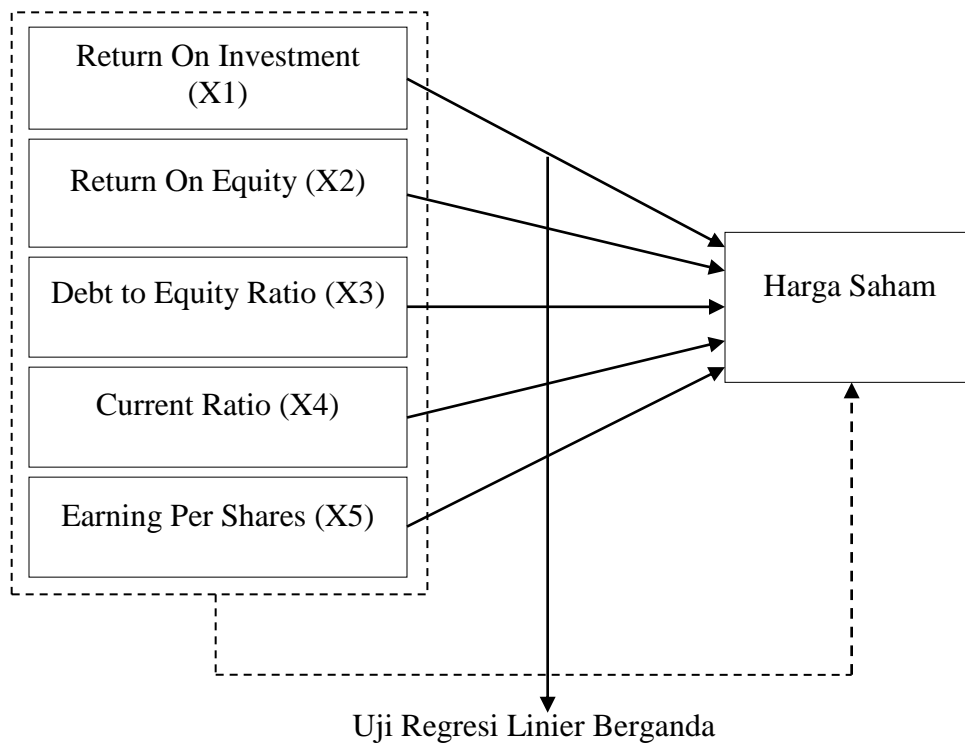 Return On Investment
(X1)
Return On Equity (X2)
Debt to Equity Ratio (X3)
Current Ratio (X4)
Earning Per Shares (X5)
Harga Saham
Uji Regresi Linier Berganda